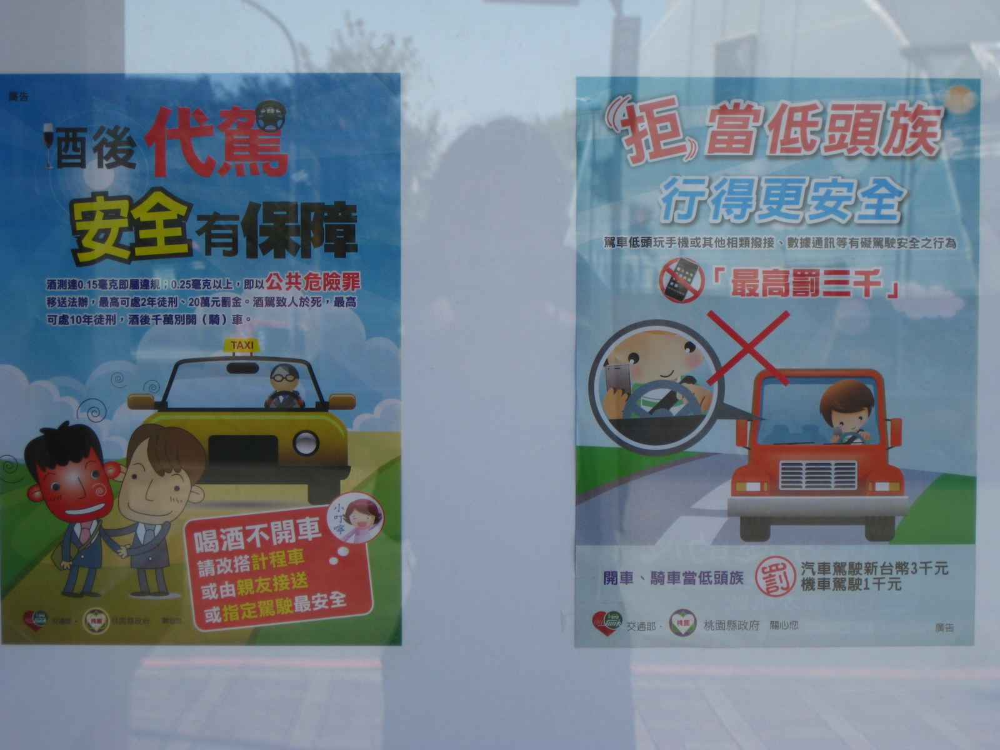 廣告
酒後代駕
安全有保障
酒測達0.15毫克即屬違規；0.25毫克以上，即以公共危險罪
移送法辦，最高可處2年徒刑、20萬元罰金。酒駕致人於死，最高
可處10年徒刑，酒後千萬別開（騎）車。
TAXI
小叮嚀
喝酒不開車
請改搭計程車
或由親友接送
或指定駕駛最安全
交通部・桃園 桃園縣政府 關心您
拒當低頭族
行得更安全
駕車低頭玩手機或其他相類撥接、數據通訊等有礙駕駛安全之行為
「最高罰三千」
開車、騎車當低頭族 罰 汽車駕駛新台幣3千元
機車駕駛1千元
交通部・桃園 桃園縣政府 關心您
廣告